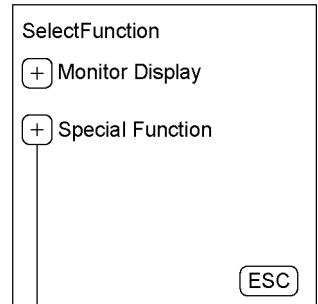 SelectFunction
+ Monitor Display
+ Special Function
ESC